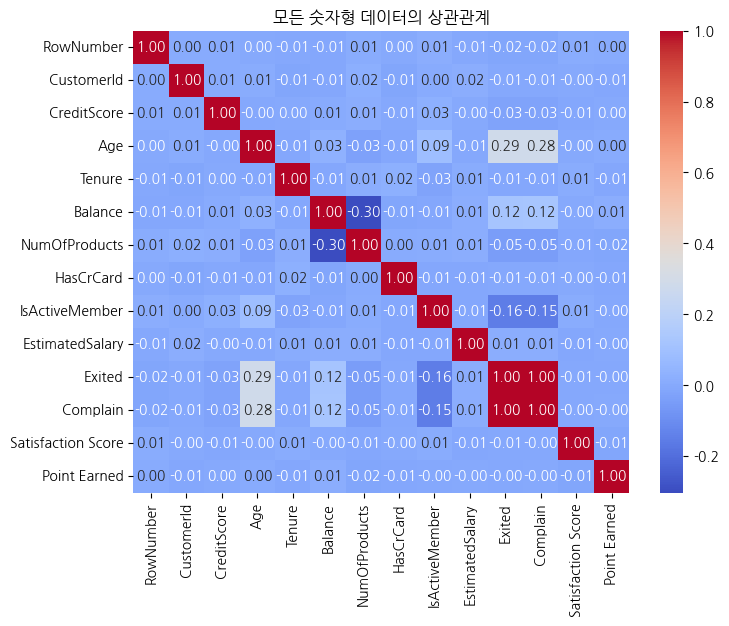 모든 숫자형 데이터의 상관관계
RowNumber 1.00 0.00 0.01 0.00 -0.01 -0.01 0.01 0.00 0.01 -0.01 -0.02 -0.02 0.01 0.00
CustomerId 0.00 1.00 0.01 0.01 -0.01 -0.01 0.02 -0.01 0.00 0.02 -0.01 -0.01 -0.00 -0.01
CreditScore 0.01 0.01 1.00 -0.00 0.00 0.01 0.01 -0.01 0.03 -0.00 -0.03 -0.03 -0.01 0.00
Age 0.00 0.01 -0.00 1.00 -0.01 0.03 -0.03 -0.01 0.09 -0.01 0.29 0.28 -0.00 0.00
Tenure -0.01 -0.01 0.00 -0.01 1.00 -0.01 0.01 0.02 -0.03 0.01 -0.01 -0.01 0.01 -0.01
Balance -0.01 -0.01 0.01 0.03 -0.01 1.00 -0.30 -0.01 -0.01 0.01 0.12 0.12 -0.00 0.01
NumOfProducts 0.01 0.02 0.01 -0.03 0.01 -0.30 1.00 0.00 0.01 0.01 -0.05 -0.05 -0.01 -0.02
HasCrCard 0.00 -0.01 -0.01 -0.01 0.02 -0.01 0.00 1.00 -0.01 -0.01 -0.01 -0.01 -0.00 -0.01
IsActiveMember 0.01 0.00 0.03 0.09 -0.03 -0.01 0.01 -0.01 1.00 -0.01 -0.16 -0.15 0.01 -0.00
EstimatedSalary -0.01 0.02 -0.00 -0.01 0.01 0.01 0.01 -0.01 -0.01 1.00 0.01 0.01 -0.01 -0.00
Exited -0.02 -0.01 -0.03 0.29 -0.01 0.12 -0.05 -0.01 -0.16 0.01 1.00 1.00 -0.01 -0.00
Complain -0.02 -0.01 -0.03 0.28 -0.01 0.12 -0.05 -0.01 -0.15 0.01 1.00 1.00 -0.00 -0.00
Satisfaction Score 0.01 -0.00 -0.01 -0.00 0.01 -0.00 -0.01 -0.00 0.01 -0.01 -0.01 -0.00 1.00 -0.01
Point Earned 0.00 -0.01 0.00 0.00 -0.01 0.01 -0.02 -0.01 -0.00 -0.00 -0.00 -0.00 -0.01 1.00
RowNumber
CustomerId
CreditScore
Age
Tenure
Balance
NumOfProducts
HasCrCard
IsActiveMember
EstimatedSalary
Exited
Complain
Satisfaction Score
Point Earned
1.0
0.8
0.6
0.4
0.2
0.0
-0.2